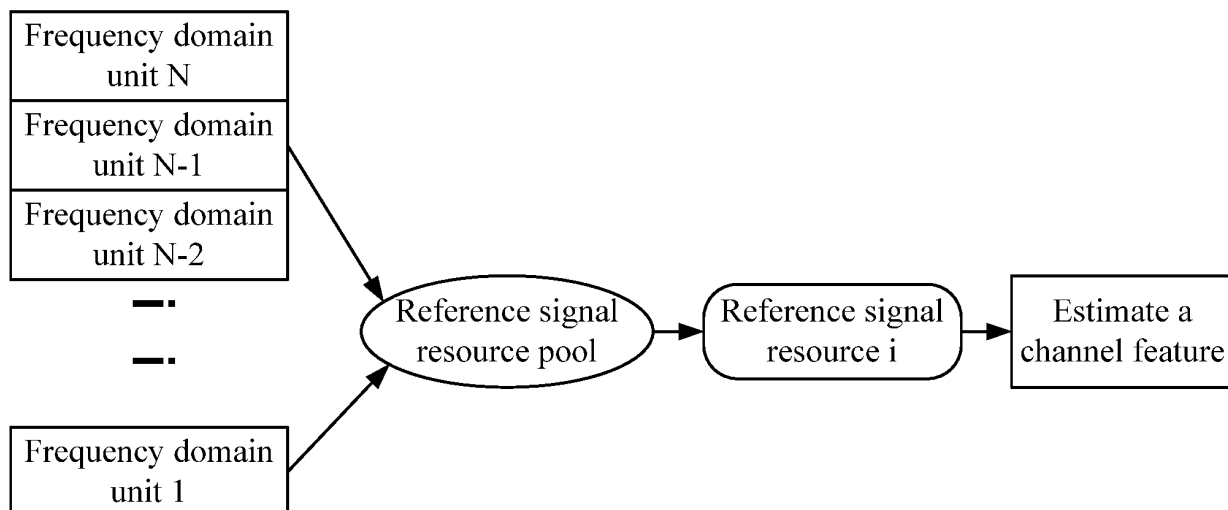 Frequency domain
unit N
Frequency domain
unit N-1
Frequency domain
unit N-2
Frequency domain
unit 1
Reference signal
resource pool
Reference signal
resource i
Estimate a
channel feature